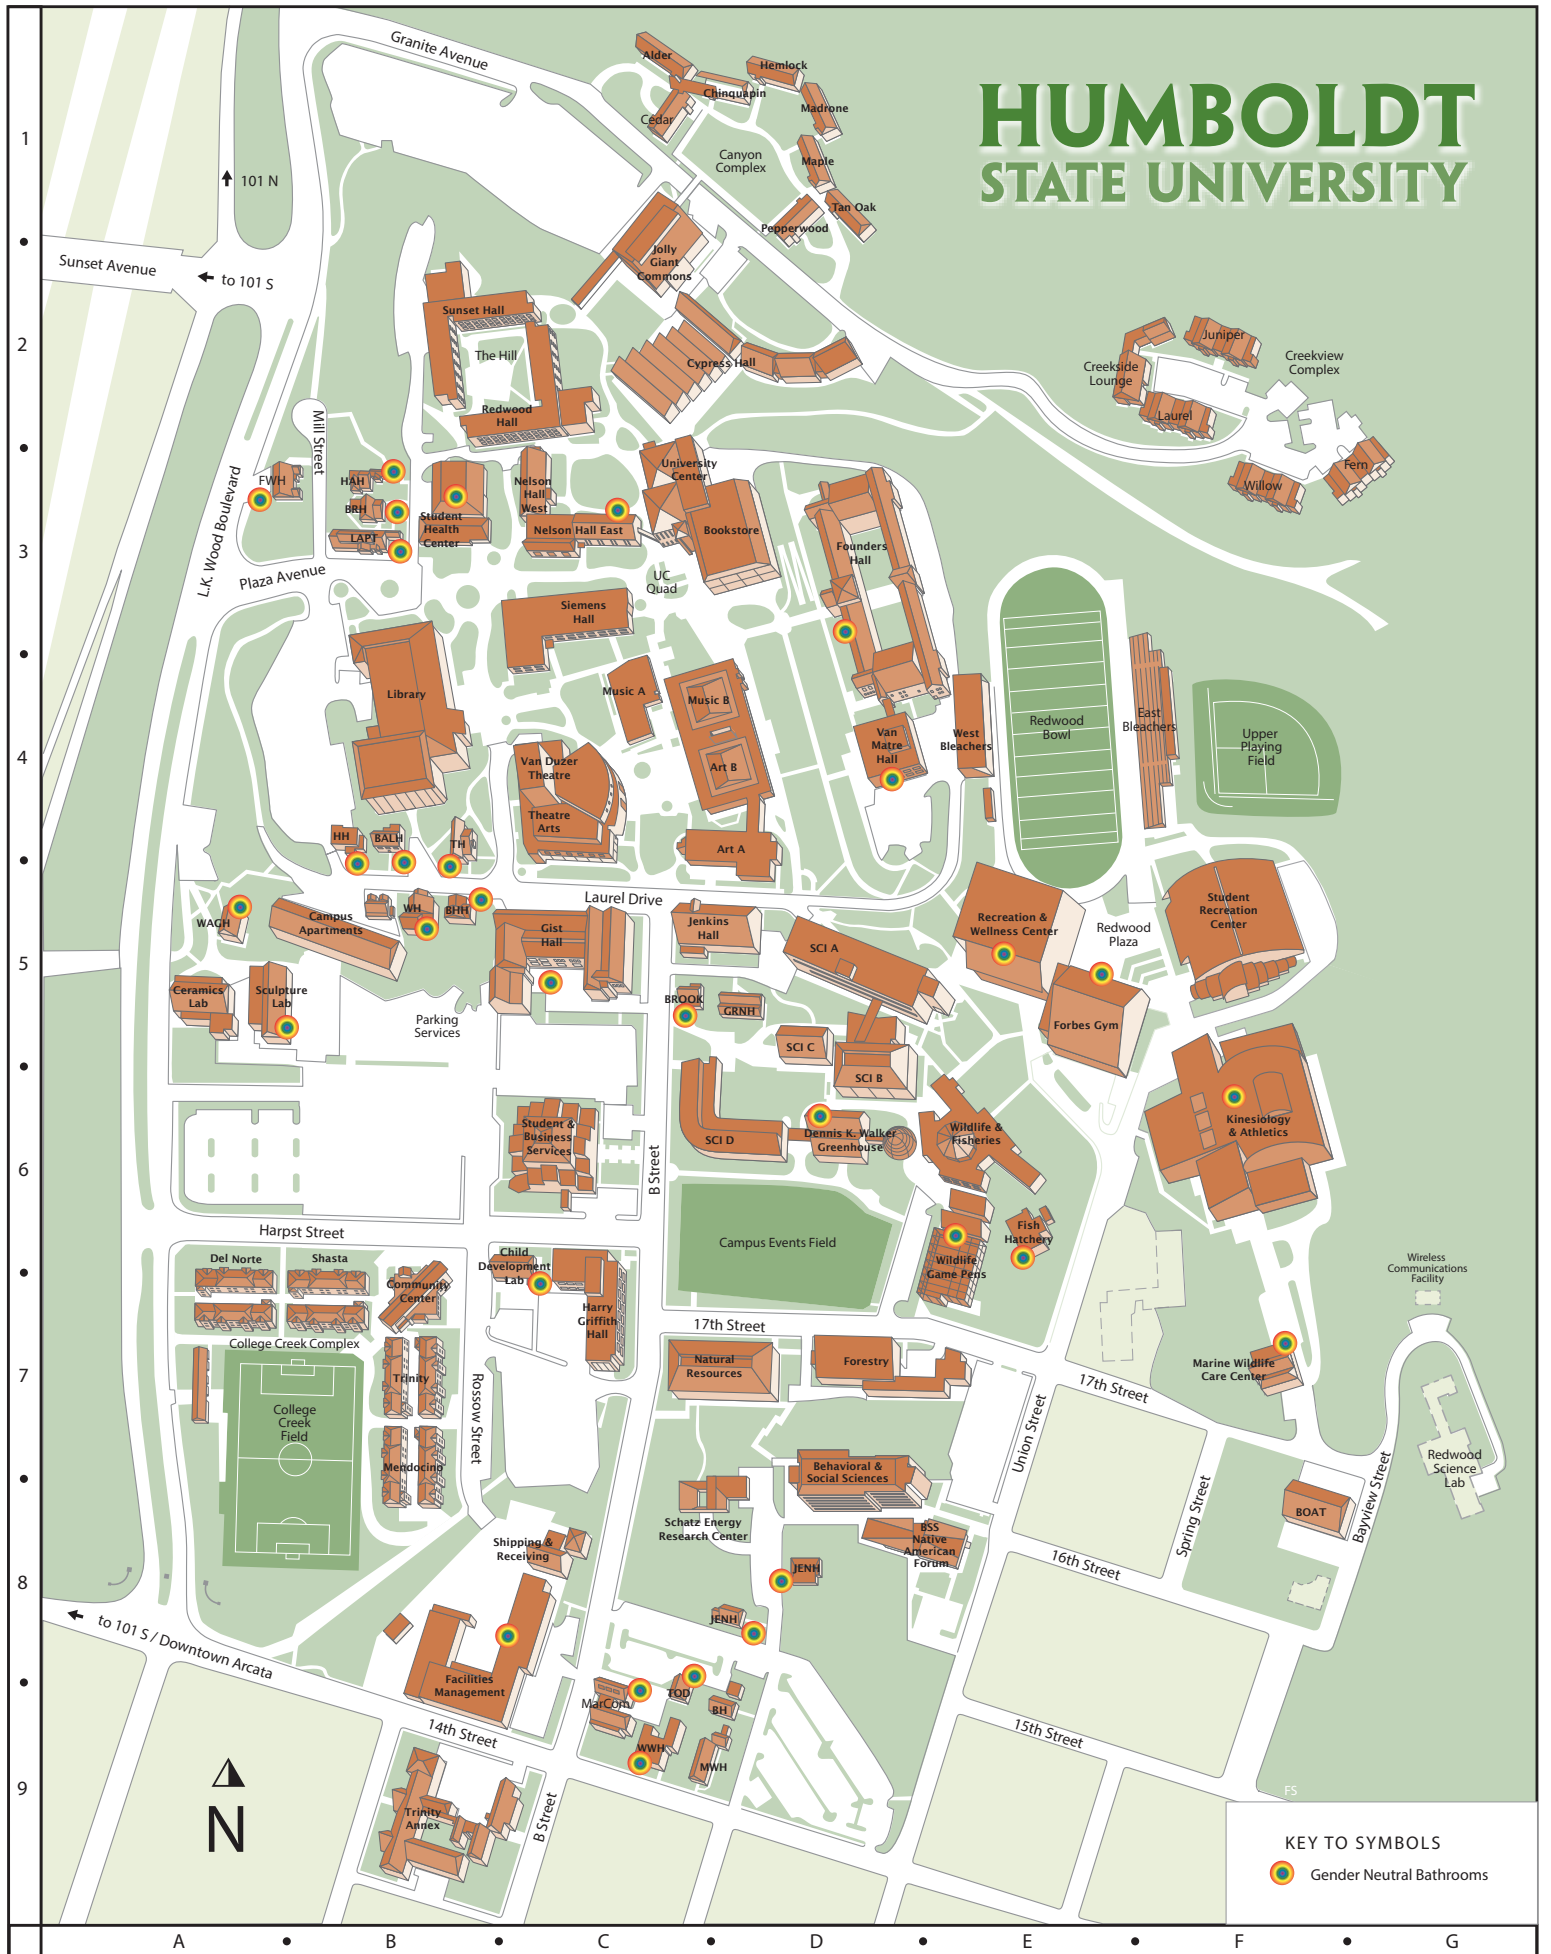 HUMBOLDT
STATE UNIVERSITY
Granite Avenue
Alder
Hemlock
Chinquapin
Madrone
Cedar
Canyon
Complex
Maple
Tan Oak
Pepperwood
1
101 N
Sunset Avenue
to 101 S
Jolly
Giant
Commons
Sunset Hall
The Hill
Redwood
Hall
Cypress Hall
2
Juniper
Creekside
Lounge
Creekview
Complex
Laurel
Fern
Willow
Mill Street
L.K. Wood Boulevard
FWH
HAH
BRH
LAPT
Student
Health
Center
Nelson
Hall
West
Nelson Hall East
University
Center
Bookstore
Founders
Hall
3
Plaza Avenue
UC
Quad
Siemens
Hall
Library
Music A
Music B
Art B
Van
Matre
Hall
West
Bleachers
Redwood
Bowl
East
Bleachers
Upper
Playing
Field
4
Van Duzer
Theatre
Theatre
Arts
HH
BALH
TH
Art A
Laurel Drive
WAGH
Campus
Apartments
WH
BHH
Gist
Hall
Jenkins
Hall
SCI A
Recreation &
Wellness Center
Redwood
Plaza
Student
Recreation
Center
5
Ceramics
Lab
Sculpture
Lab
Parking
Services
BROOK
GRNH
SCI C
SCI B
Forbes Gym
Student &
Business
Services
SCI D
Dennis K. Walker
Greenhouse
Wildlife &
Fisheries
Kinesiology
& Athletics
6
B Street
Harpst Street
Campus Events Field
Fish
Hatchery
Wildlife
Game Pens
Del Norte
Shasta
Community
Center
Child
Development
Lab
Harry
Griffith
Hall
Wireless
Communications
Facility
College Creek Complex
17th Street
Natural
Resources
Forestry
Marine Wildlife
Care Center
7
Trinity
College
Creek
Field
Rossow Street
Mendocino
17th Street
Union Street
Spring Street
Bayview Street
Redwood
Science
Lab
Behavioral &
Social Sciences
Schatz Energy
Research Center
BSS
Native
American
Forum
BOAT
Shipping &
Receiving
16th Street
8
JENH
JENH
to 101 S / Downtown Arcata
Facilities
Management
MarCom
TOD
BH
WWH
MWH
14th Street
15th Street
9
N
Trinity
Annex
B Street
FS
KEY TO SYMBOLS
Gender Neutral Bathrooms
A
B
C
D
E
F
G